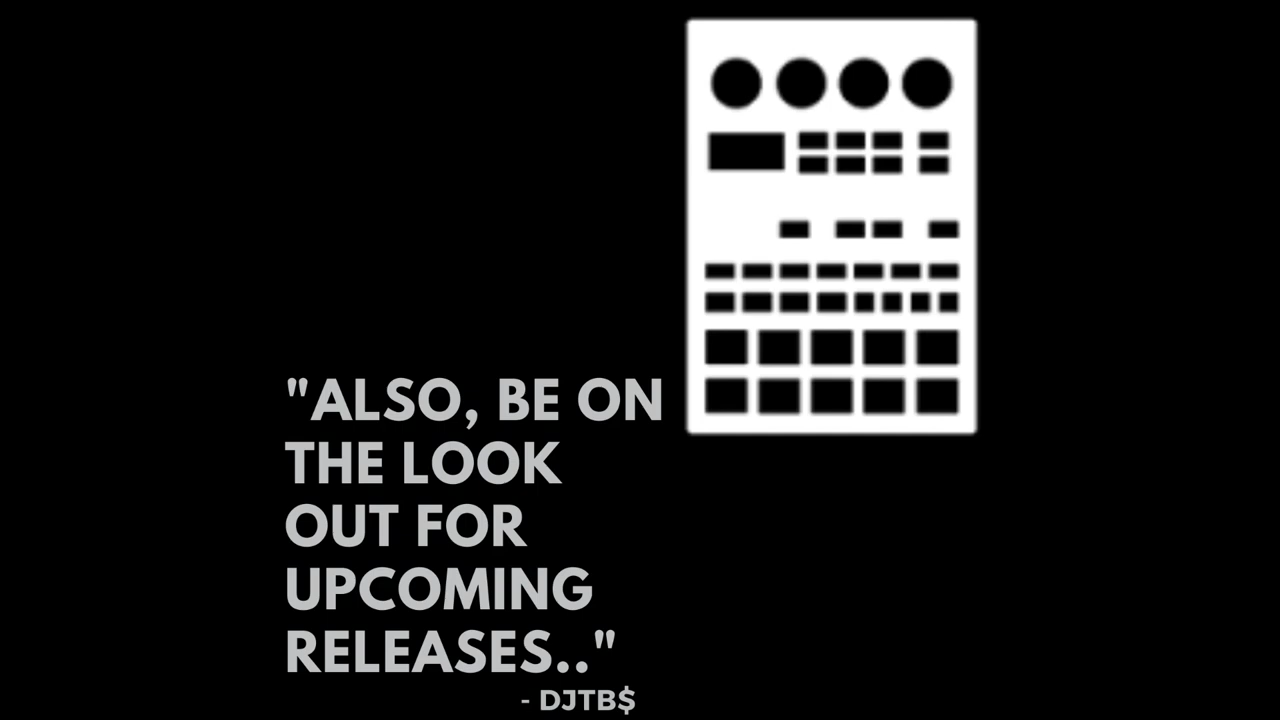 "ALSO, BE ON
THE LOOK
OUT FOR
UPCOMING
RELEASES.."
- DJTB$